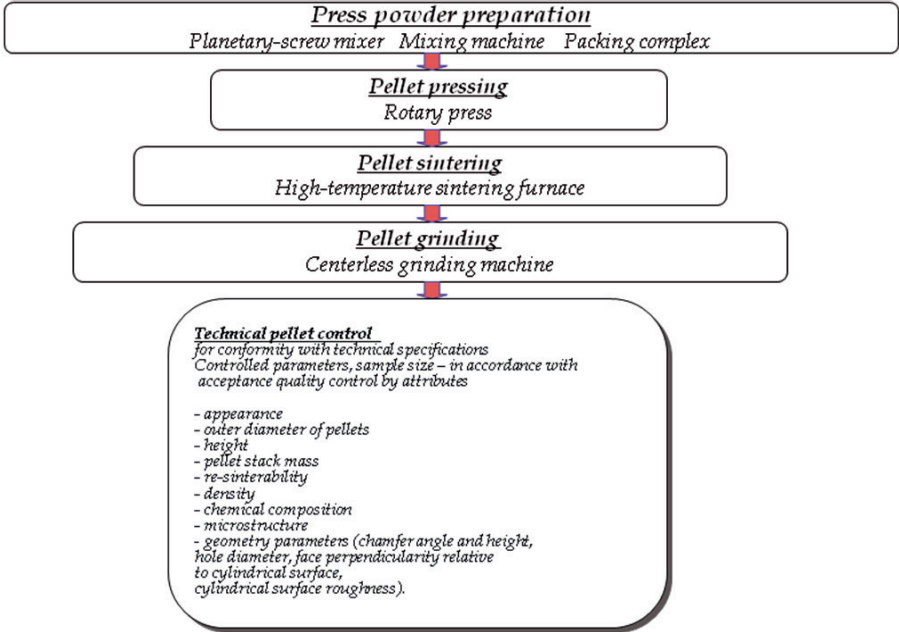 Press powder preparation
Planetary-screw mixer Mixing machine Packing complex
Pellet pressing
Rotary press
Pellet sintering
High-temperature sintering furnace
Pellet grinding
Centerless grinding machine
Technical pellet control
for conformity with technical specifications
Controlled parameters, sample size – in accordance with
acceptance quality control by attributes
- appearance
- outer diameter of pellets
- height
- pellet stack mass
- re-sinterability
- density
- chemical composition
- microstructure
- geometry parameters (chamfer angle and height,
hole diameter, face perpendicularity relative
to cylindrical surface,
cylindrical surface roughness).